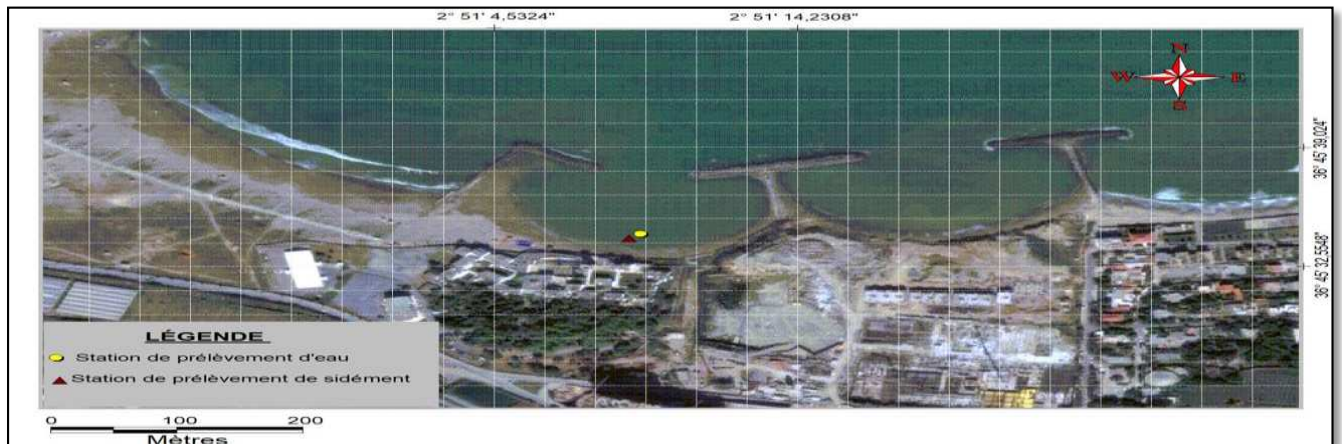 2° 51' 4,5324" 2° 51' 14,2308"
N
W E
S
36° 45' 39,024"
36° 45' 32,5548"
LÉGENDE
Station de prélèvement d'eau
Station de prélèvement de sidément
0 100 200
Mètres